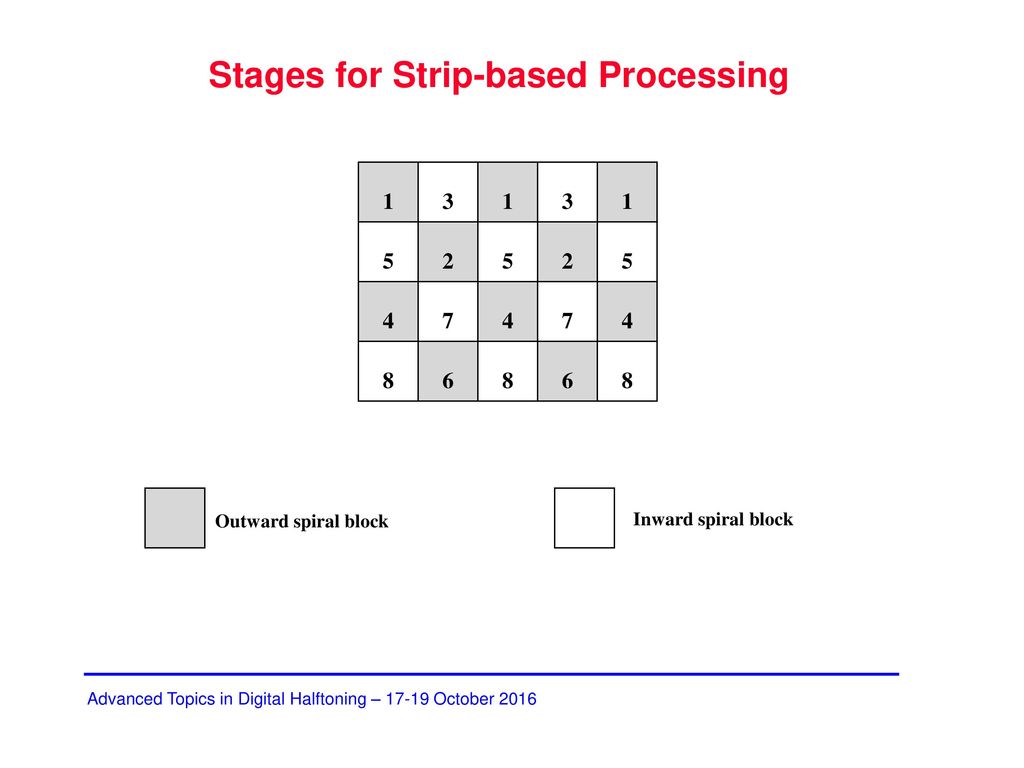 Stages for Strip-based Processing
1 3 1 3 1
5 2 5 2 5
4 7 4 7 4
8 6 8 6 8
Outward spiral block
Inward spiral block
Advanced Topics in Digital Halftoning – 17-19 October 2016